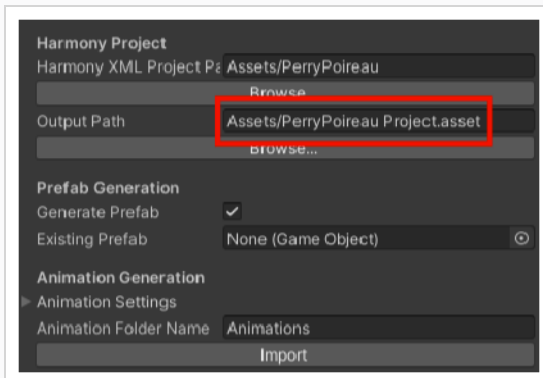 Harmony Project
Harmony XML Project Pa Assets/PerryPoireau
Browse...
Output Path Assets/PerryPoireau Project.asset
Browse...
Prefab Generation
Generate Prefab
Existing Prefab None (Game Object)
Animation Generation
Animation Settings
Animation Folder Name Animations
Import